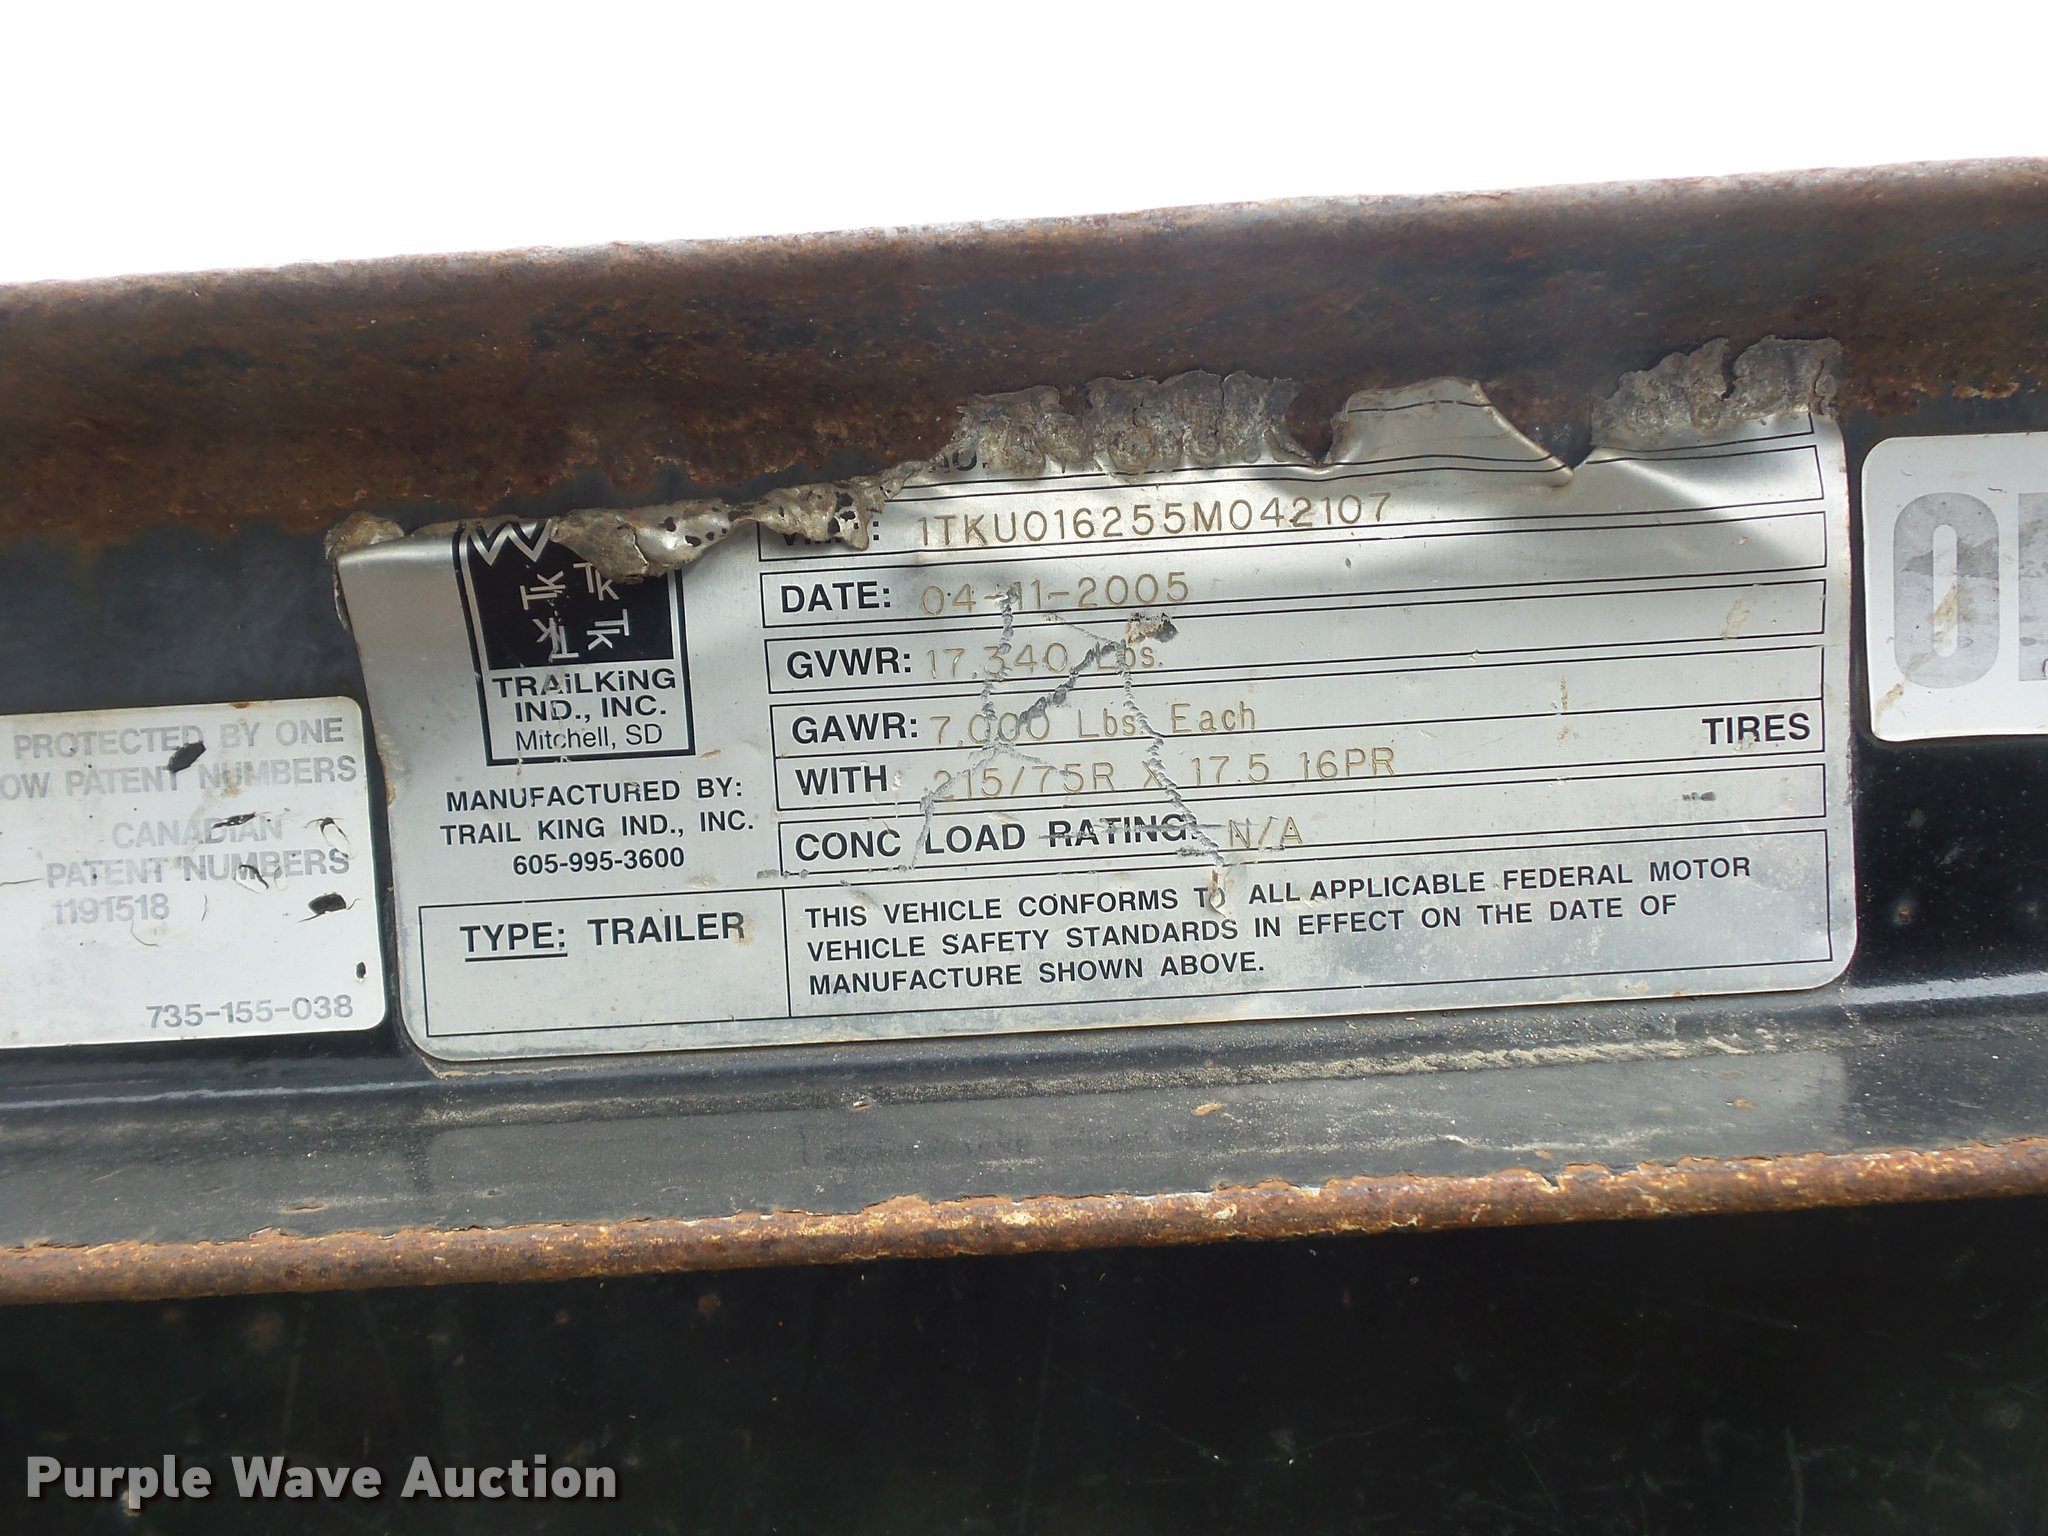 1TKU016255M042107
DATE: 04-11-2005
GVWR: 17,340 Lbs.
GAWR: 7,000 Lbs. Each
WITH 215/75R X 17.5 16PR TIRES
CONC LOAD RATING: N/A
TK TK
TK TK
TRAiLKiNG
IND., INC.
Mitchell, SD
MANUFACTURED BY:
TRAIL KING IND., INC.
605-995-3600
TYPE: TRAILER
THIS VEHICLE CONFORMS TO ALL APPLICABLE FEDERAL MOTOR
VEHICLE SAFETY STANDARDS IN EFFECT ON THE DATE OF
MANUFACTURE SHOWN ABOVE.
PROTECTED BY ONE
OW PATENT NUMBERS
CANADIAN
PATENT NUMBERS
1191518
735-155-038
Purple Wave Auction